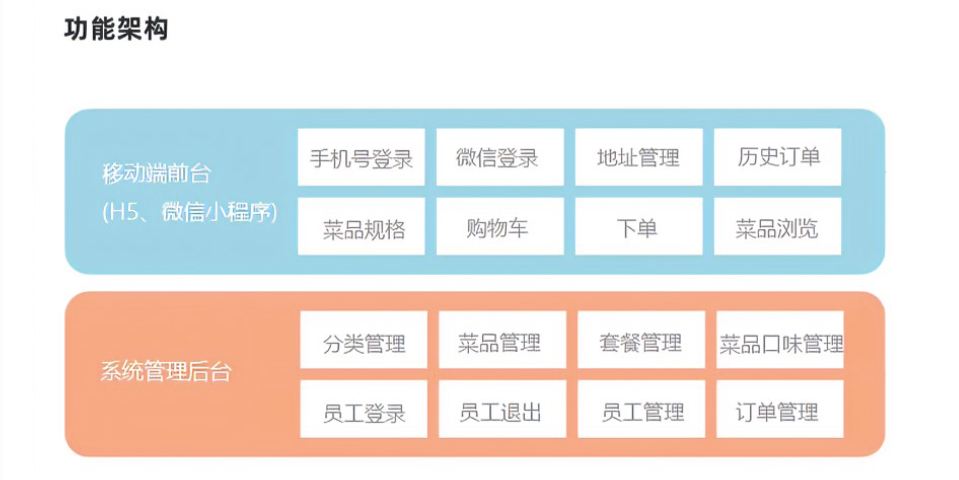 功能架构
移动端前台
(H5、微信小程序)
手机号登录
微信登录
地址管理
历史订单
菜品规格
购物车
下单
菜品浏览
系统管理后台
分类管理
菜品管理
套餐管理
菜品口味管理
员工登录
员工退出
员工管理
订单管理